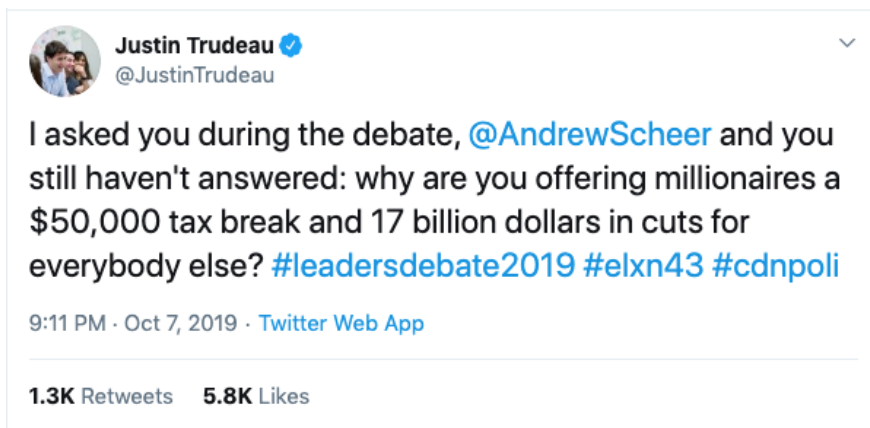 Justin Trudeau
@JustinTrudeau
I asked you during the debate, @AndrewScheer and you
still haven't answered: why are you offering millionaires a
$50,000 tax break and 17 billion dollars in cuts for
everybody else? #leadersdebate2019 #elxn43 #cdnpoli
9:11 PM · Oct 7, 2019 · Twitter Web App
1.3K Retweets 5.8K Likes